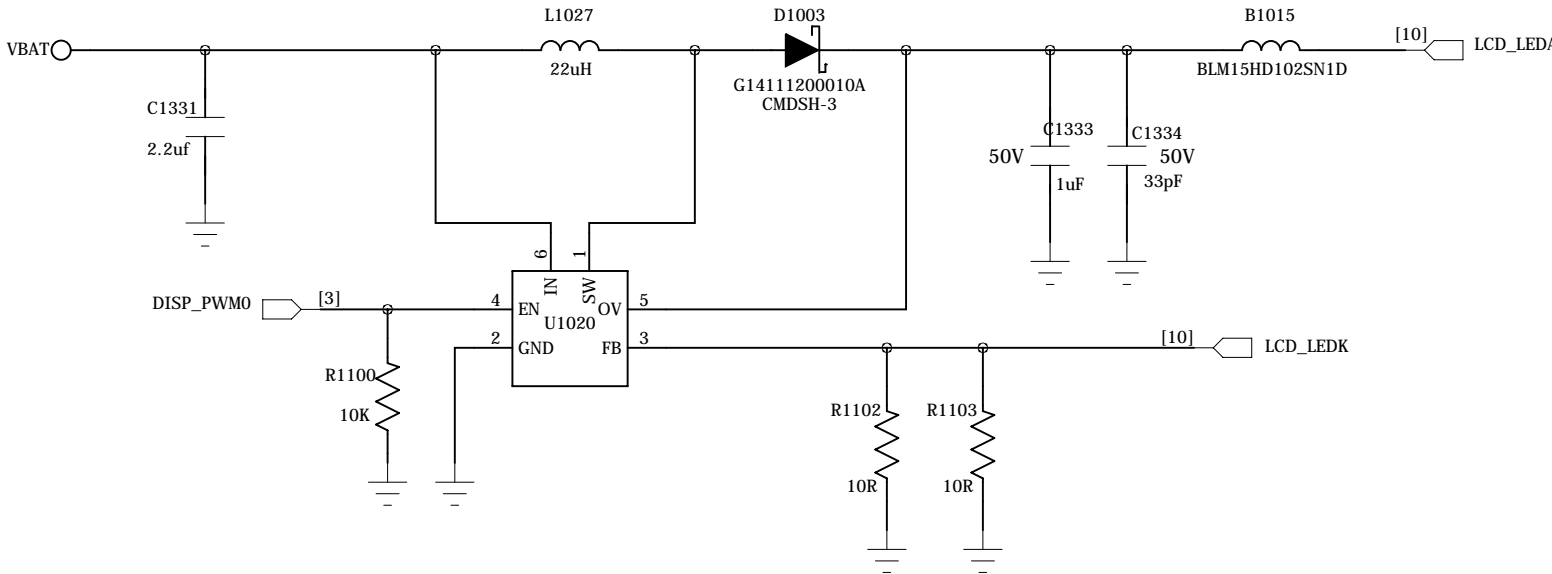 L1027
D1003
B1015
VBAT
[10]
22uH
BLM15HD102SN1D
G14111200010A
CMDSH-3
C1331
2.2uf
C1333
50V
1uF
C1334
50V
33pF
6
1
IN
SW
DISP_PWM0
[3]
4
EN
OV
5
U1020
2
GND
FB
3
[10]
LCD_LEDK
R1100
10K
R1102
10R
R1103
10R